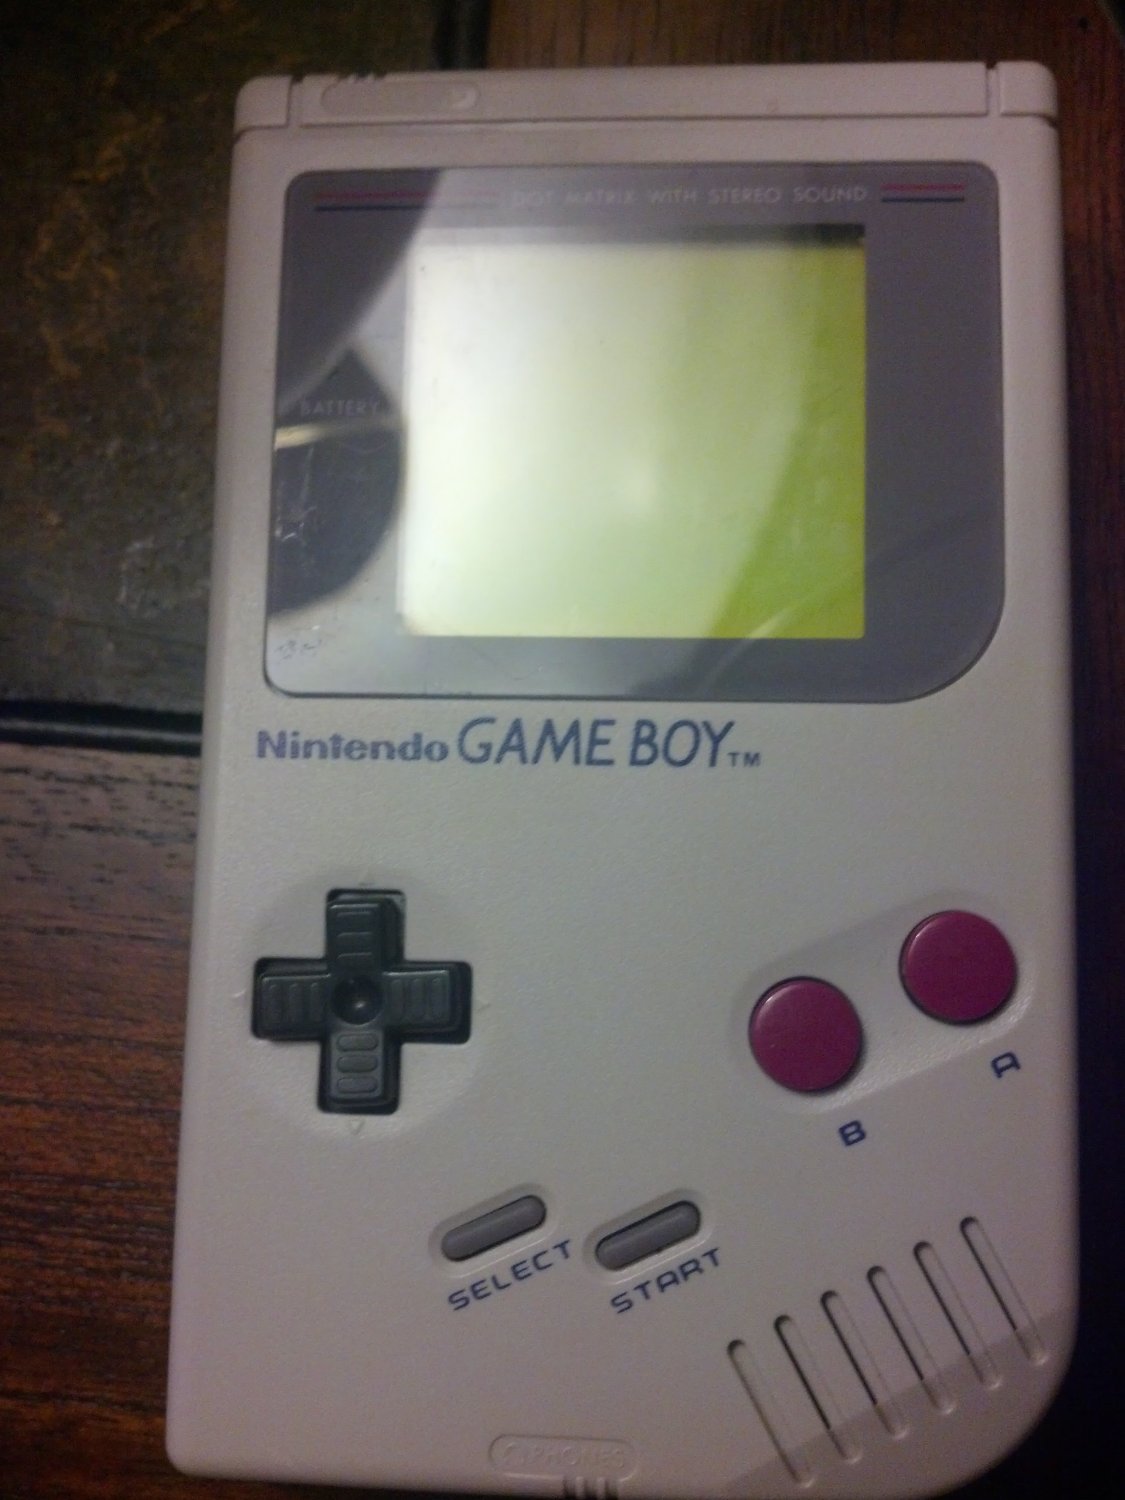 DOT MATRIX WITH STEREO SOUND
BATTERY
Nintendo GAME BOY™
A
B
SELECT
START
PHONES